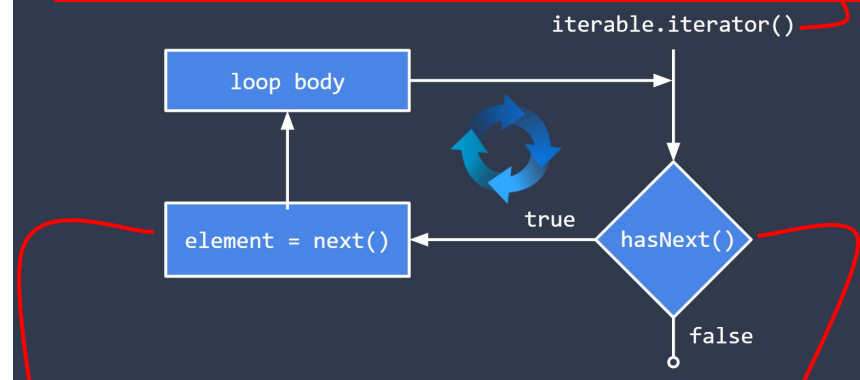 iterable.iterator()
loop body
true
element = next()
hasNext()
false